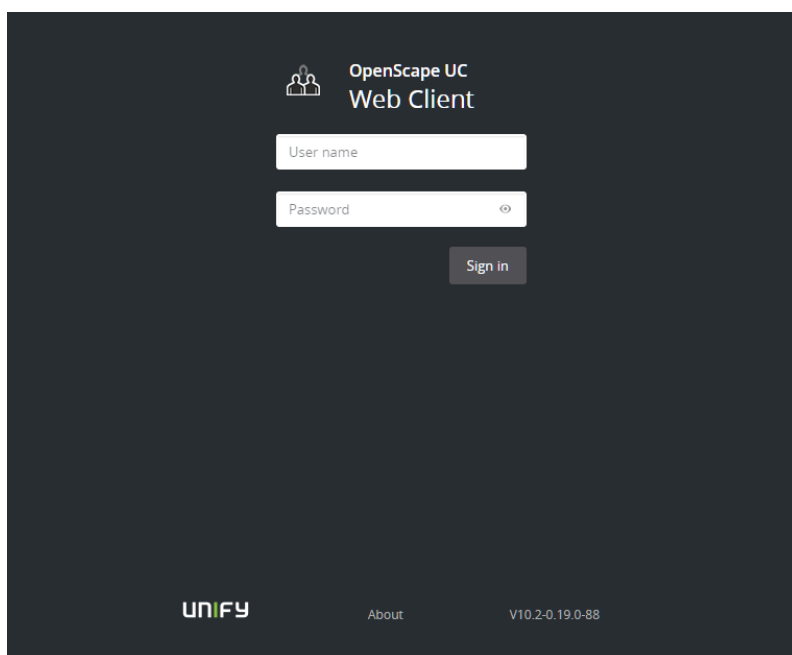 OpenScape UC
Web Client
User name
Password
Sign in
UNIFY
About
V10.2-0.19.0-88